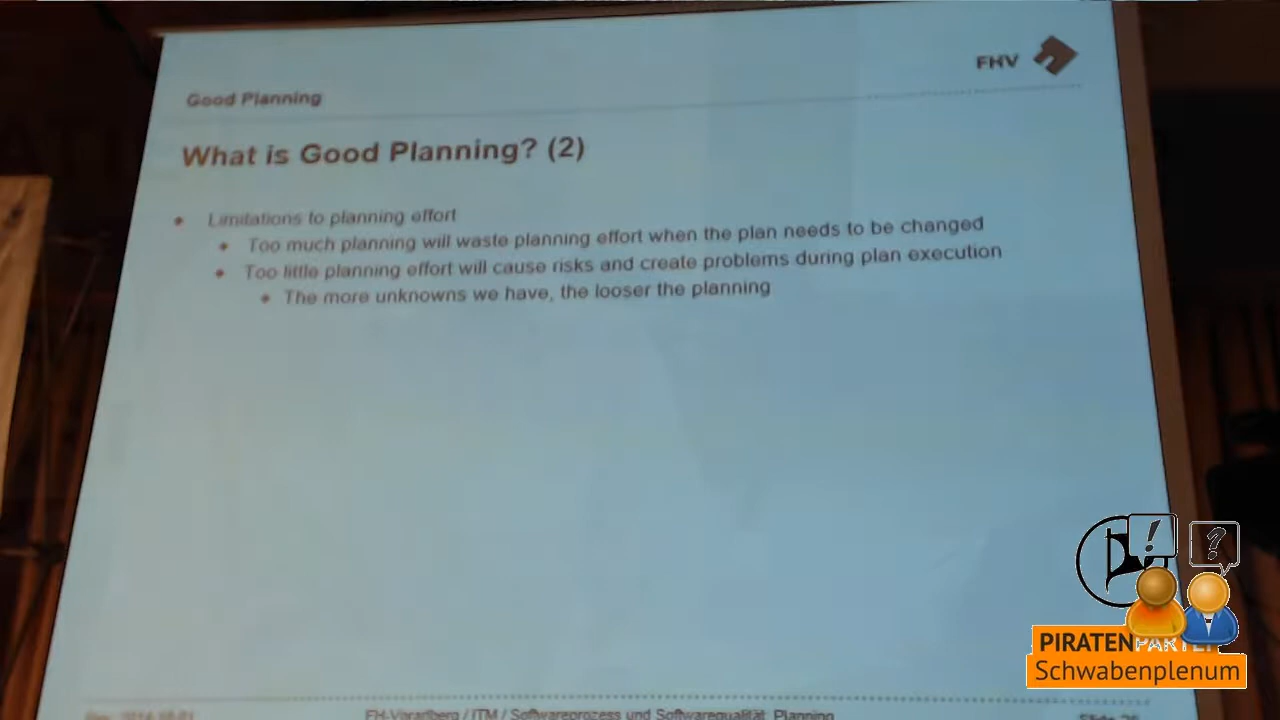 FHV
Good Planning
What is Good Planning? (2)
Limitations to planning effort
Too much planning will waste planning effort when the plan needs to be changed
Too little planning effort will cause risks and create problems during plan execution
The more unknowns we have, the looser the planning
! ?
PIRATENPARTEI
Schwabenplenum
FH-Vorarlberg / ITM / Softwareprozess und Softwarequalität Planning
Slide